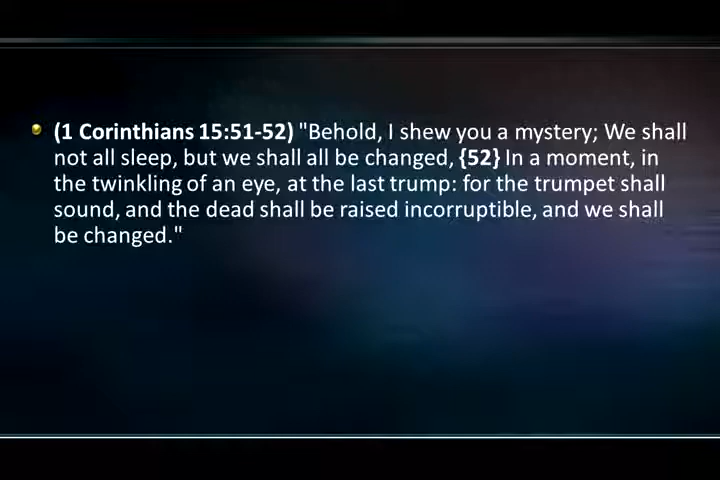 (1 Corinthians 15:51-52) "Behold, I shew you a mystery; We shall
not all sleep, but we shall all be changed, {52} In a moment, in
the twinkling of an eye, at the last trump: for the trumpet shall
sound, and the dead shall be raised incorruptible, and we shall
be changed."